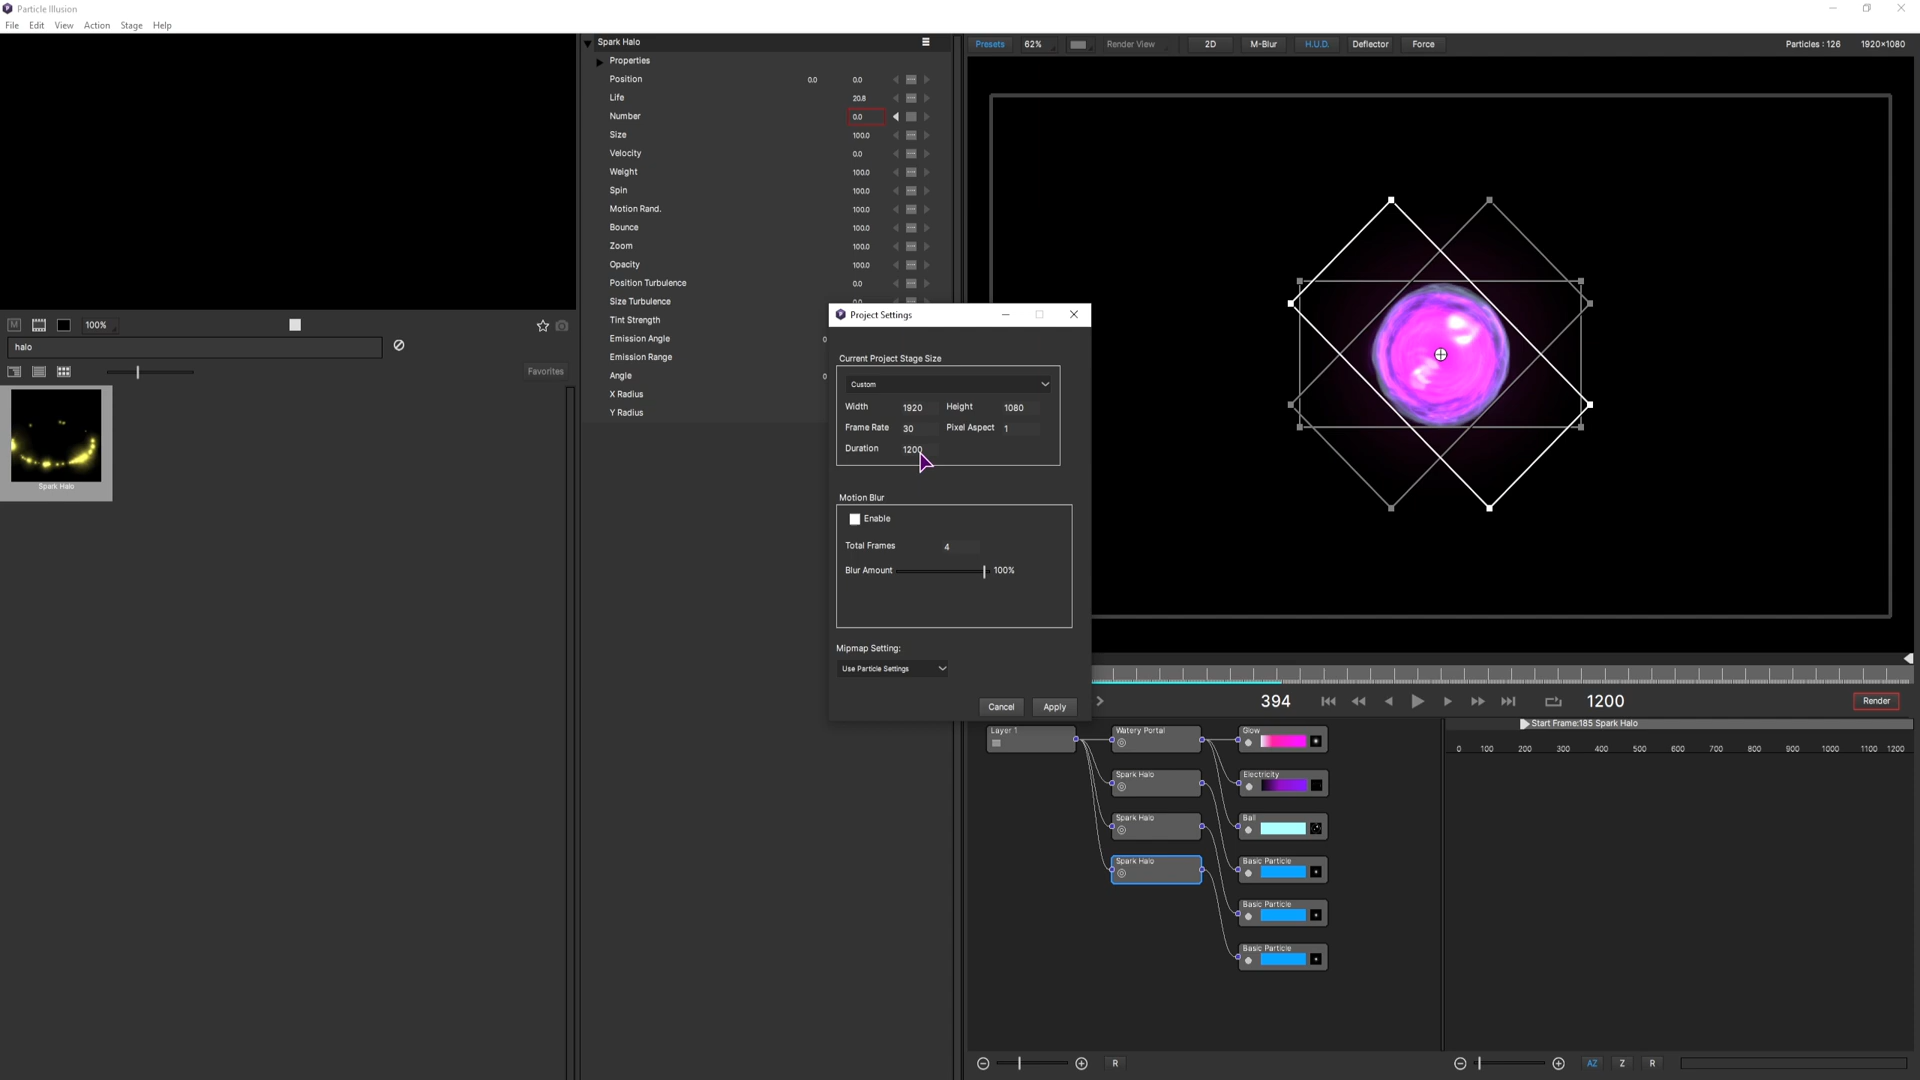 Particle Illusion
File Edit View Action Stage Help
Spark Halo
Properties
Position 0.0 0.0
Life 20.8
Number 0.0
Size 100.0
Velocity 0.0
Weight 100.0
Spin 100.0
Motion Rand. 100.0
Bounce 100.0
Zoom 100.0
Opacity 100.0
Position Turbulence 0.0
Size Turbulence 0.0
Tint Strength
Emission Angle 0
Emission Range
Angle 0
X Radius
Y Radius
Presets 62% Render View 2D M-Blur H.U.D. Deflector Force Particles : 126 1920×1080
M 100%
halo
Favorites
Spark Halo
Project Settings
Current Project Stage Size
Custom
Width 1920 Height 1080
Frame Rate 30 Pixel Aspect 1
Duration 1200
Motion Blur
Enable
Total Frames 4
Blur Amount 100%
Mipmap Setting:
Use Particle Settings
Cancel Apply
394 1200 Render
Layer 1 Watery Portal Glow
Spark Halo Electricity
Spark Halo Ball
Spark Halo Basic Particle
Basic Particle
Basic Particle
Start Frame:185 Spark Halo
0 100 200 300 400 500 600 700 800 900 1000 1100 1200
R AZ Z R